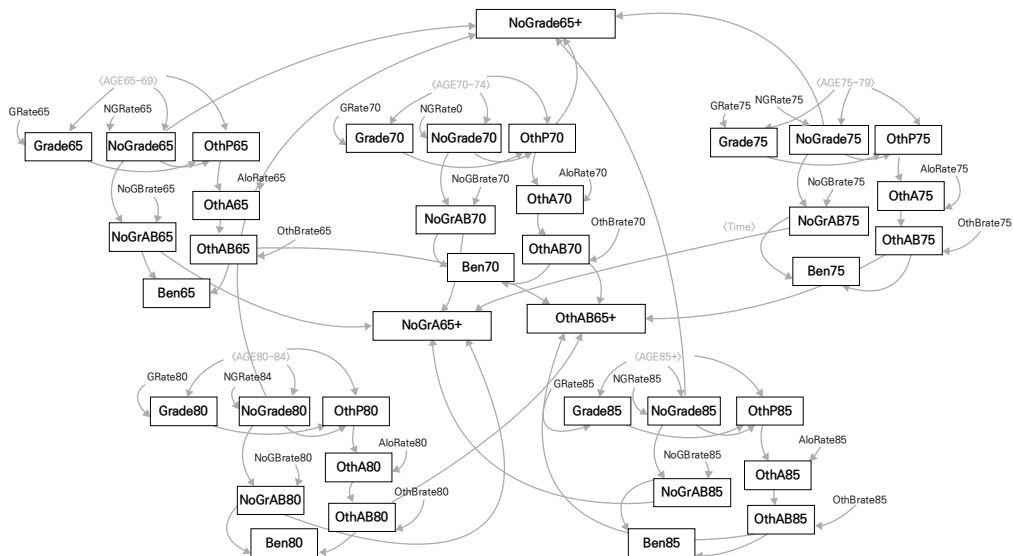 NoGrade65+
〈AGE65-69〉
GRate65
NGRate65
Grade65
NoGrade65
OthP65
NoGBrate65
AloRate65
OthA65
NoGrAB65
OthAB65
OthBrate65
Ben65
〈AGE70-74〉
GRate70
NGRate0
Grade70
NoGrade70
OthP70
NoGBrate70
AloRate70
OthA70
NoGrAB70
OthBrate70
OthAB70
Ben70
〈AGE75-79〉
GRate75
NGRate75
Grade75
NoGrade75
OthP75
NoGBrate75
AloRate75
OthA75
NoGrAB75
OthBrate75
〈Time〉
OthAB75
Ben75
NoGrA65+
OthAB65+
〈AGE80-84〉
GRate80
NGRate84
Grade80
NoGrade80
OthP80
NoGBrate80
AloRate80
OthA80
NoGrAB80
OthBrate80
OthAB80
Ben80
〈AGE85+〉
GRate85
NGRate85
Grade85
NoGrade85
OthP85
NoGBrate85
AloRate85
OthA85
NoGrAB85
OthBrate85
OthAB85
Ben85